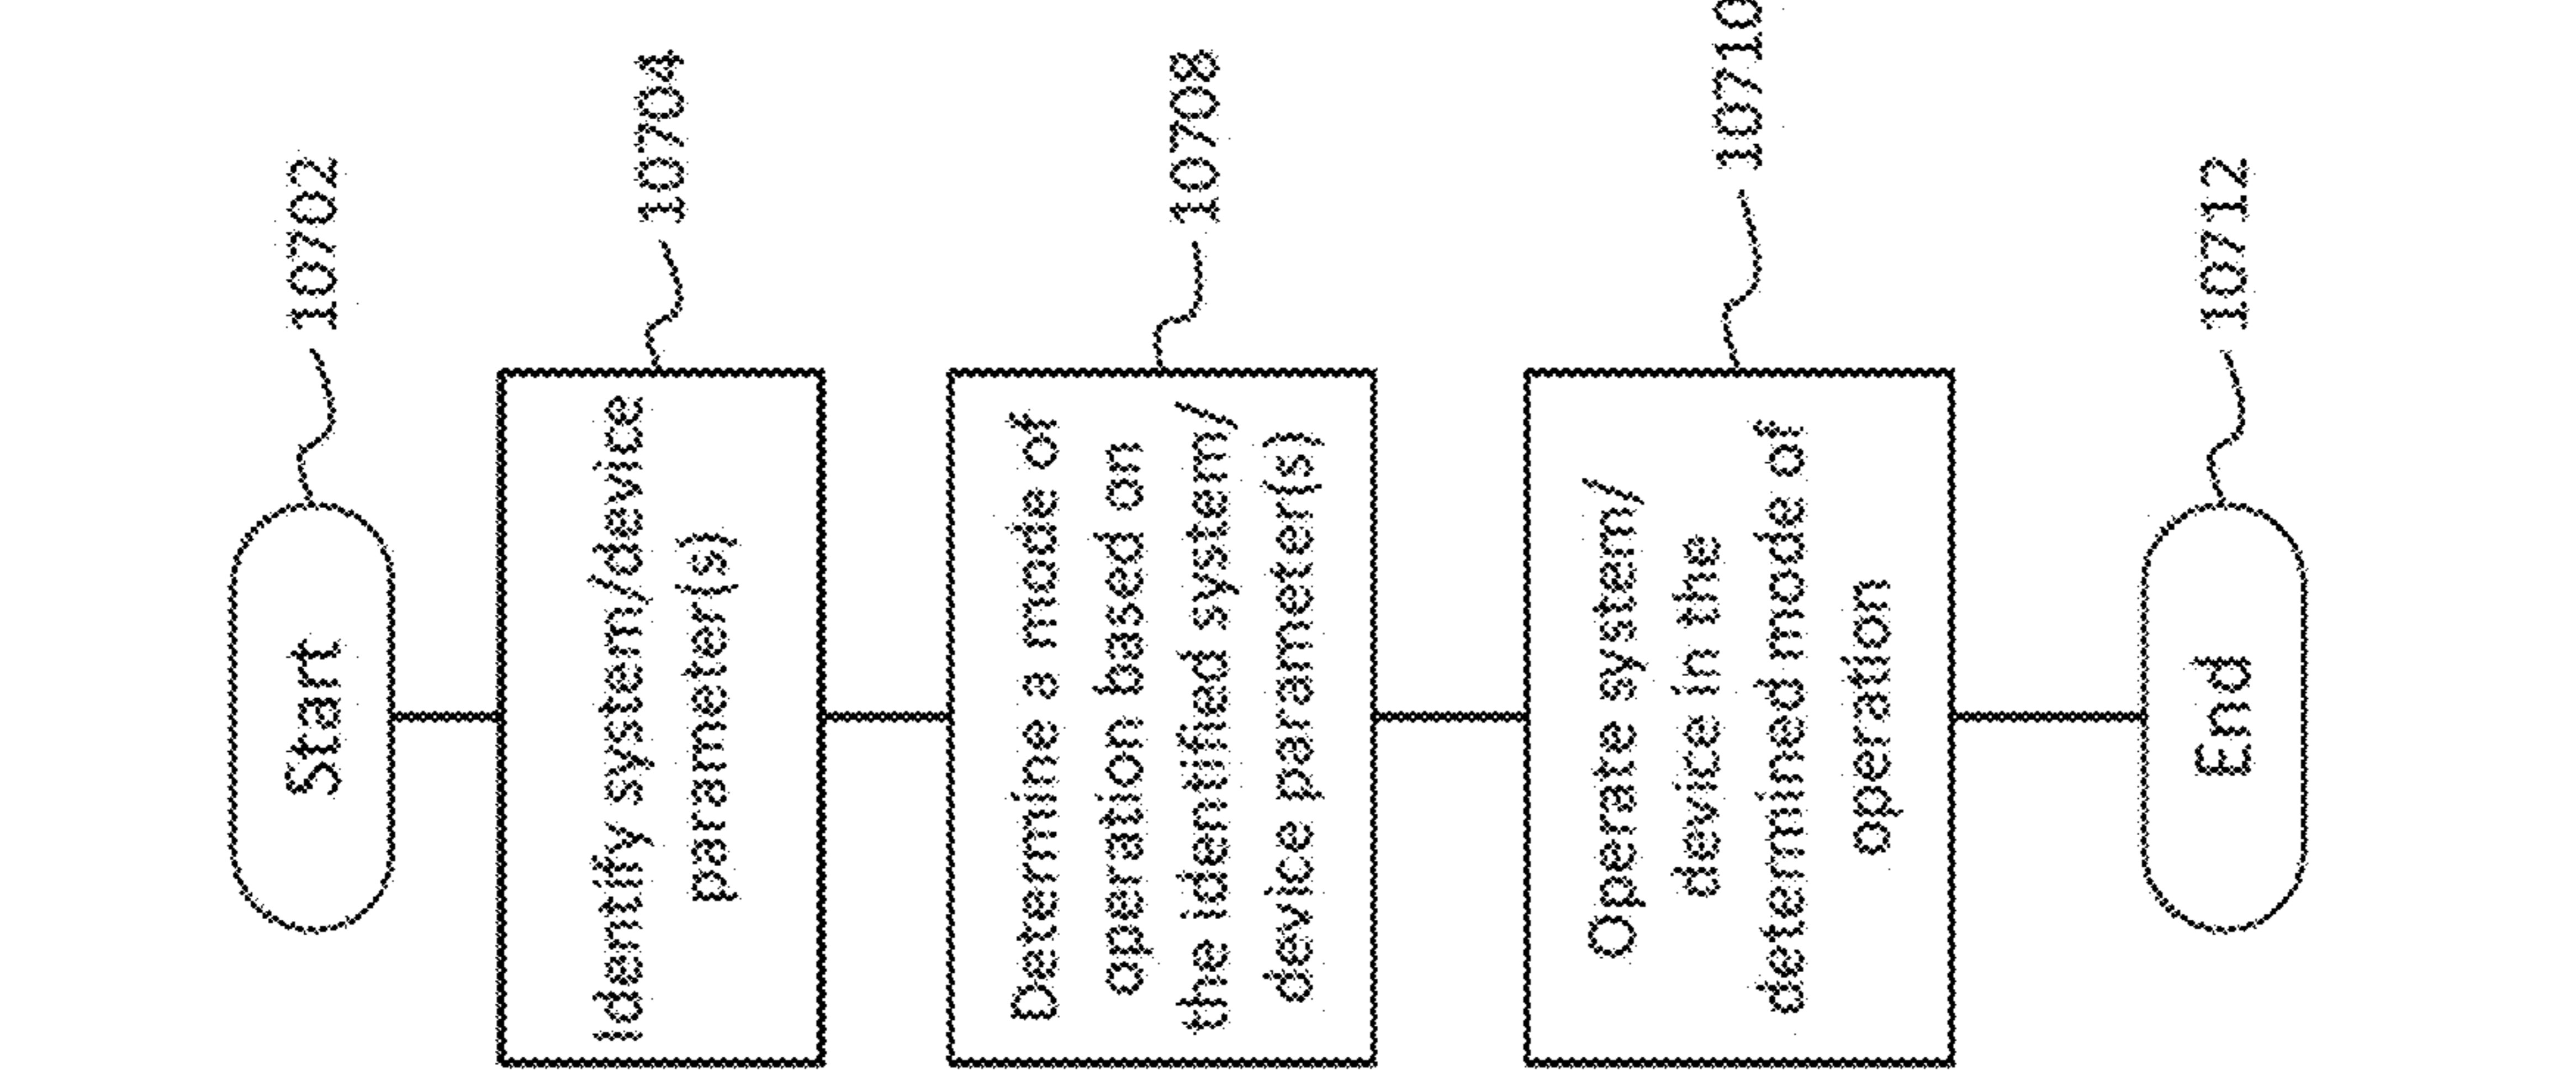 Start
10702
Identify system/device
parameter(s)
10704
Determine a mode of
operation based on
the identified system/
device parameter(s)
10708
Operate system/
device in the
determined mode of
operation
10710
End
10712